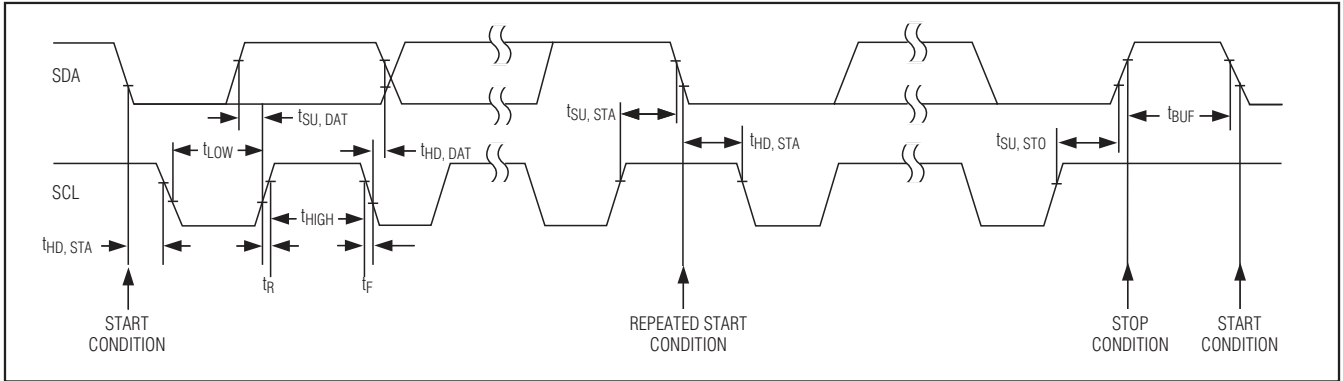 SDA
tSU, DAT
tSU, STA
tBUF
tLOW
tHD, DAT
tHD, STA
tSU, STO
SCL
tHIGH
tHD, STA
tR
tF
START
CONDITION
REPEATED START
CONDITION
STOP
CONDITION
START
CONDITION